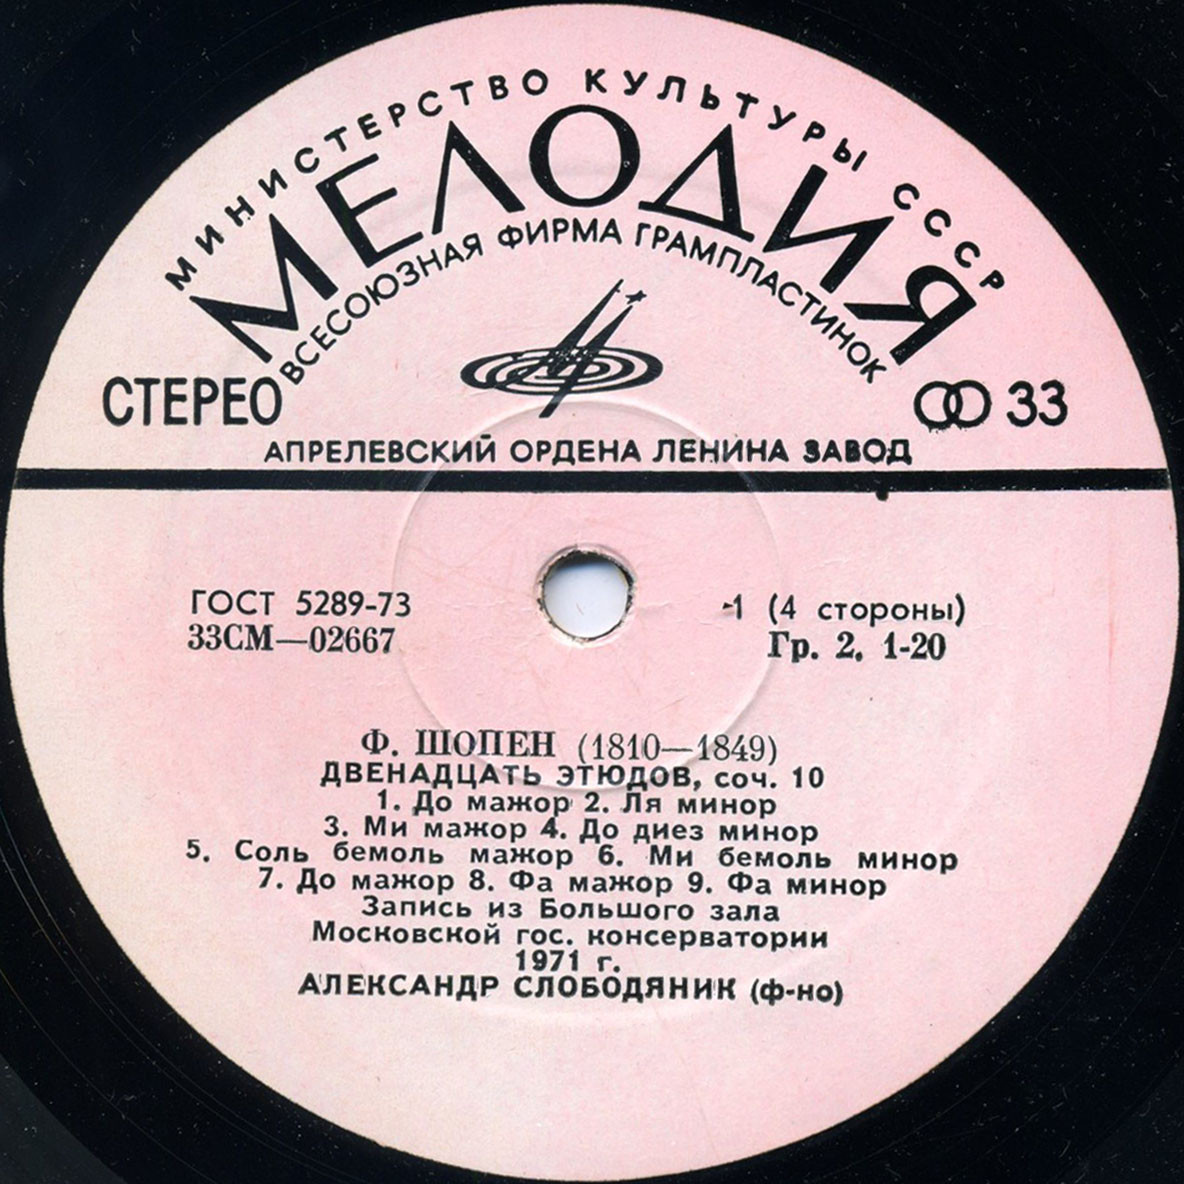 МИНИСТЕРСТВО КУЛЬТУРЫ СССР
МЕЛОДИЯ
ВСЕСОЮЗНАЯ ФИРМА ГРАМПЛАСТИНОК
СТЕРЕО
33
АПРЕЛЕВСКИЙ ОРДЕНА ЛЕНИНА ЗАВОД
ГОСТ 5289-73
33СМ—02667
1 (4 стороны)
Гр. 2. 1-20
Ф. ШОПЕН (1810—1849)
ДВЕНАДЦАТЬ ЭТЮДОВ, соч. 10
1. До мажор 2. Ля минор
3. Ми мажор 4. До диез минор
5. Соль бемоль мажор 6. Ми бемоль минор
7. До мажор 8. Фа мажор 9. Фа минор
Запись из Большого зала
Московской гос. консерватории
1971 г.
АЛЕКСАНДР СЛОБОДЯНИК (ф-но)